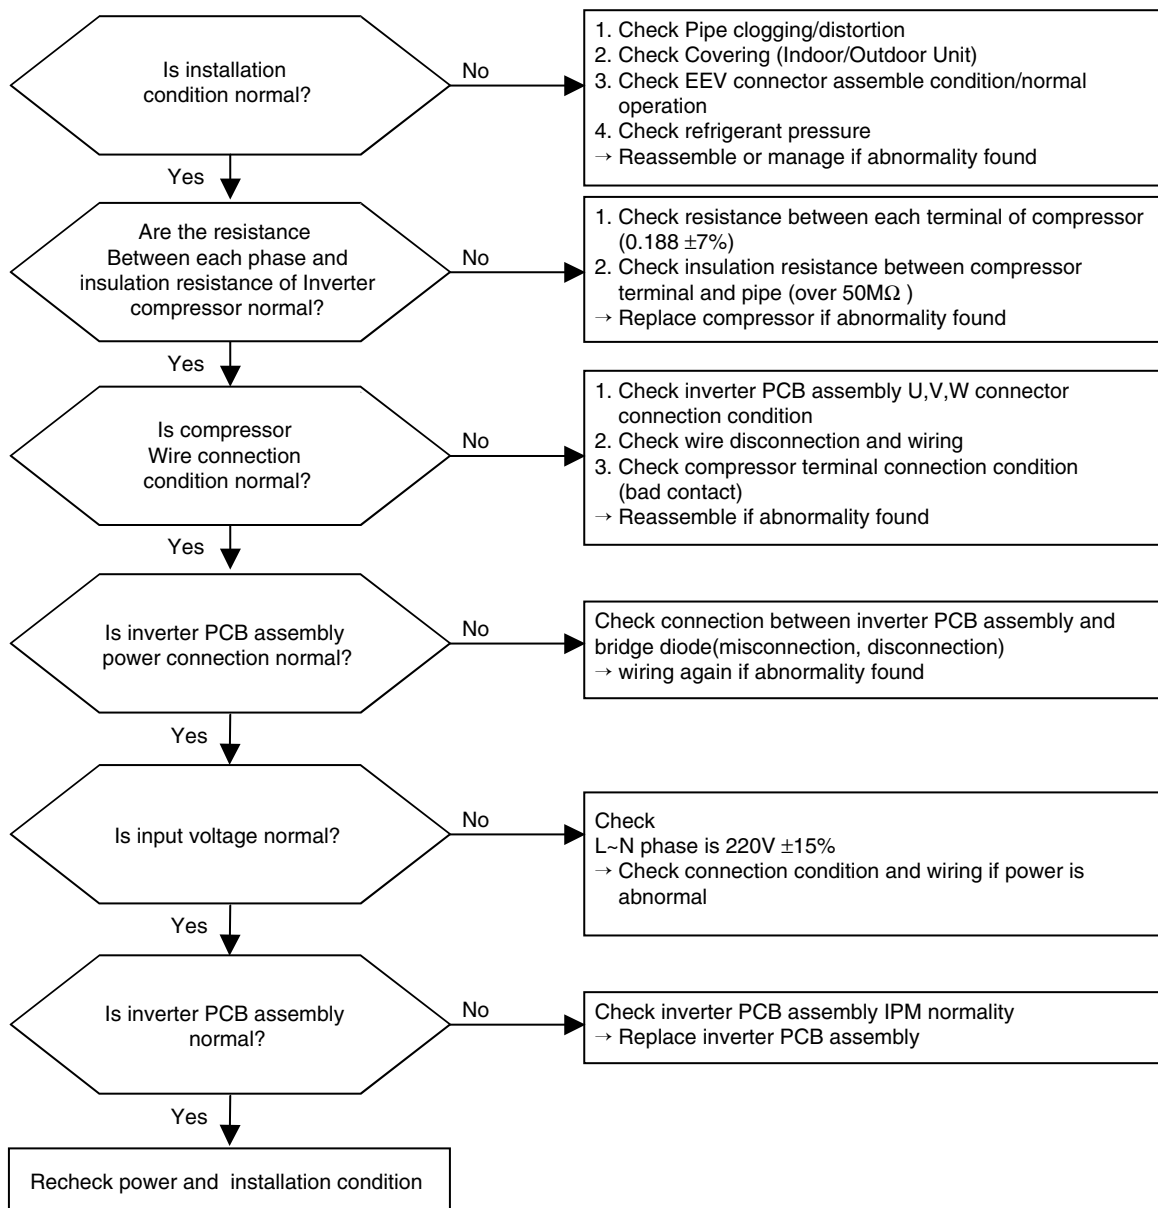 Is installation
condition normal?
No
1. Check Pipe clogging/distortion
2. Check Covering (Indoor/Outdoor Unit)
3. Check EEV connector assemble condition/normal
operation
4. Check refrigerant pressure
→ Reassemble or manage if abnormality found
Yes
Are the resistance
Between each phase and
insulation resistance of Inverter
compressor normal?
No
1. Check resistance between each terminal of compressor
(0.188 ±7%)
2. Check insulation resistance between compressor
terminal and pipe (over 50MΩ )
→ Replace compressor if abnormality found
Yes
Is compressor
Wire connection
condition normal?
No
1. Check inverter PCB assembly U,V,W connector
connection condition
2. Check wire disconnection and wiring
3. Check compressor terminal connection condition
(bad contact)
→ Reassemble if abnormality found
Yes
Is inverter PCB assembly
power connection normal?
No
Check connection between inverter PCB assembly and
bridge diode(misconnection, disconnection)
→ wiring again if abnormality found
Yes
Is input voltage normal?
No
Check
L~N phase is 220V ±15%
→ Check connection condition and wiring if power is
abnormal
Yes
Is inverter PCB assembly
normal?
No
Check inverter PCB assembly IPM normality
→ Replace inverter PCB assembly
Yes
Recheck power and  installation condition